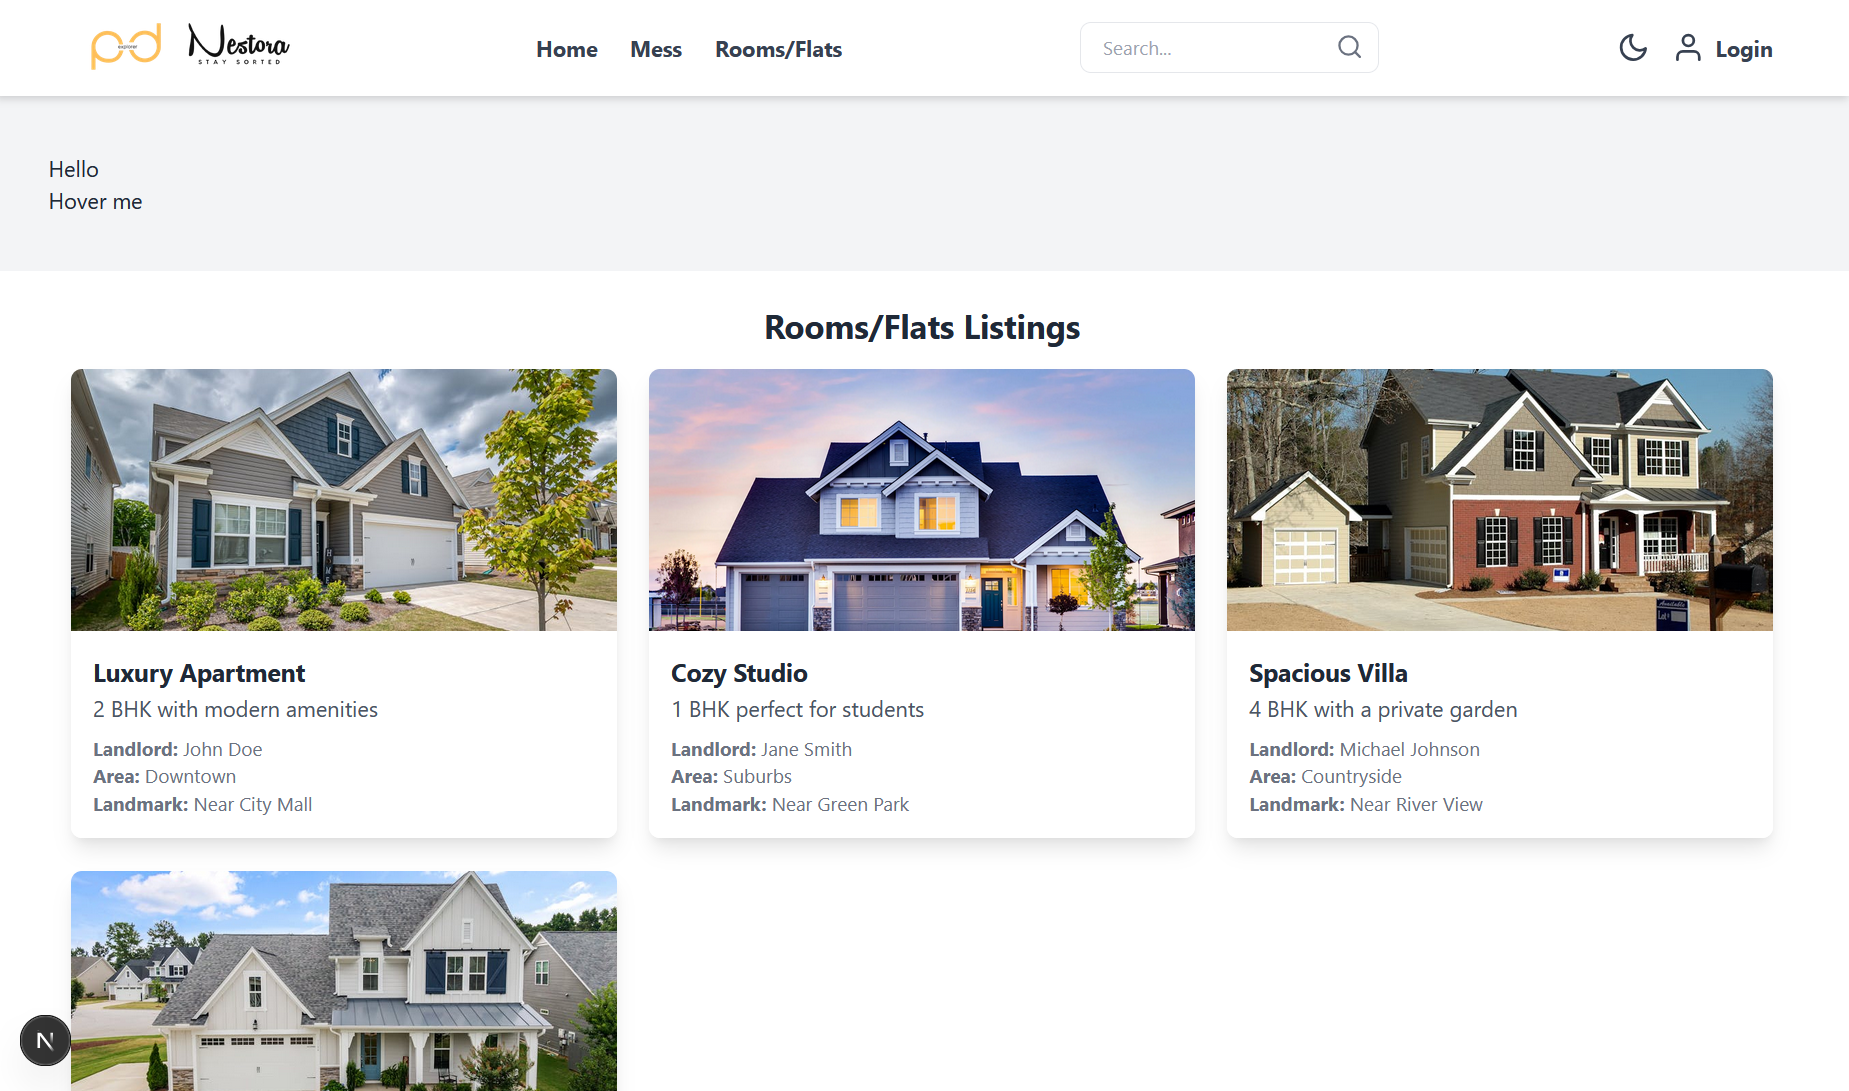 pd
explorer
Nestora
STAY SORTED
Home
Mess
Rooms/Flats
Search...
Login
Hello
Hover me
Rooms/Flats Listings
Luxury Apartment
2 BHK with modern amenities
Landlord: John Doe
Area: Downtown
Landmark: Near City Mall
Cozy Studio
1 BHK perfect for students
Landlord: Jane Smith
Area: Suburbs
Landmark: Near Green Park
Available
Lot
Spacious Villa
4 BHK with a private garden
Landlord: Michael Johnson
Area: Countryside
Landmark: Near River View
N